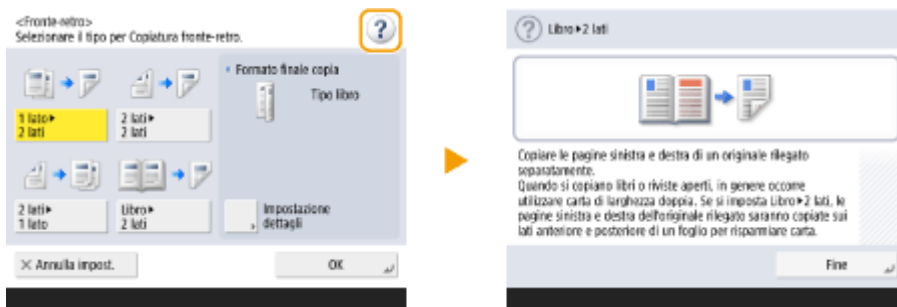 <Fronte-retro>
Selezionare il tipo per Copiatura fronte-retro.
?
1 lato▸
2 lati
2 lati▸
2 lati
2 lati▸
1 lato
Libro▸
2 lati
• Formato finale copia
Tipo libro
Impostazione
dettagli
× Annulla impost.
OK
? Libro▸2 lati
Copiare le pagine sinistra e destra di un originale rilegato
separatamente.
Quando si copiano libri o riviste aperti, in genere occorre
utilizzare carta di larghezza doppia. Se si imposta Libro▸2 lati, le
pagine sinistra e destra dell'originale rilegato saranno copiate sui
lati anteriore e posteriore di un foglio per risparmiare carta.
Fine